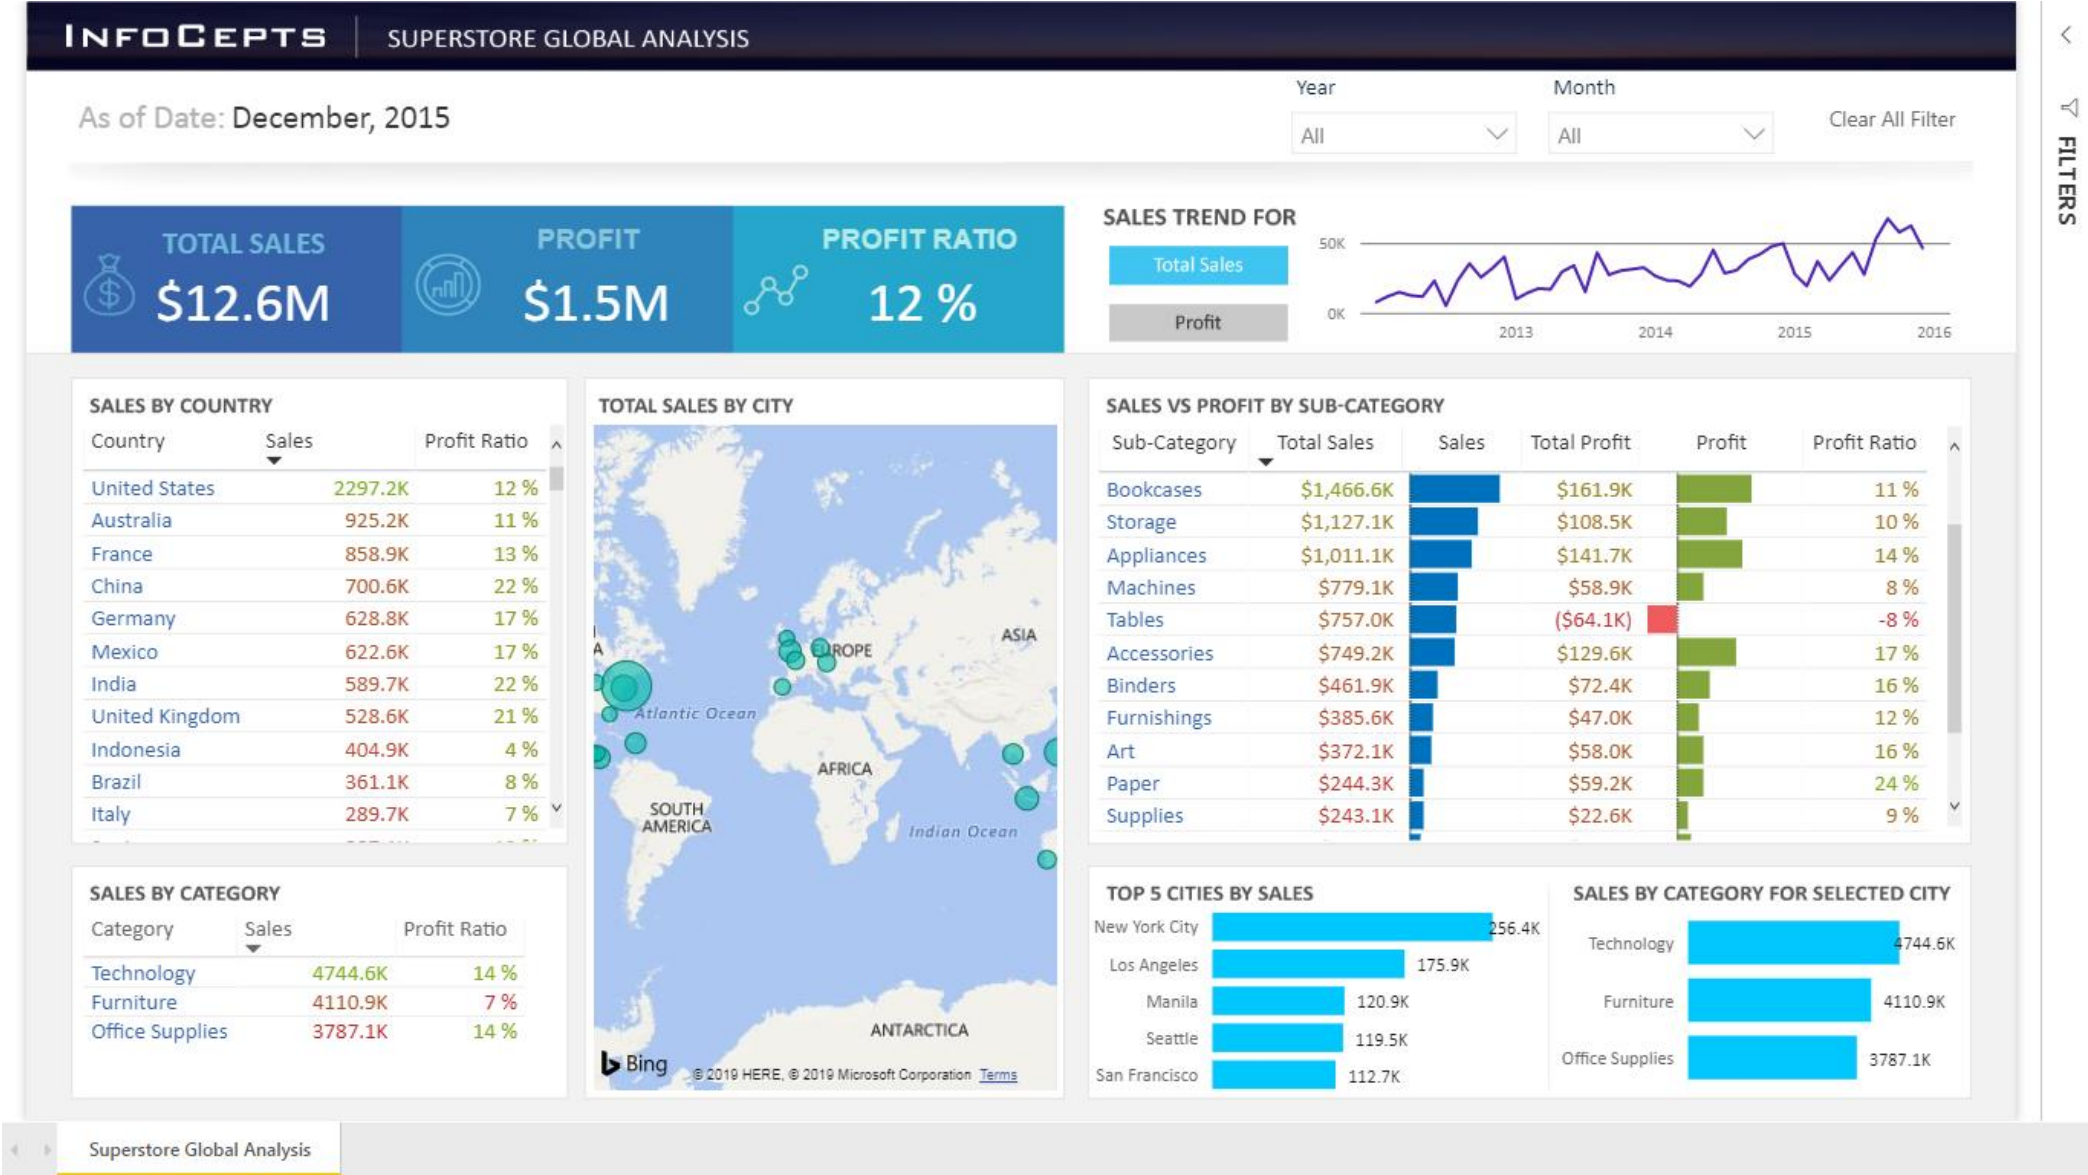 INFOCEPTS
SUPERSTORE GLOBAL ANALYSIS
As of Date: December, 2015
Year
All
Month
All
Clear All Filter
FILTERS
TOTAL SALES
$12.6M
PROFIT
$1.5M
PROFIT RATIO
12 %
SALES TREND FOR
Total Sales
Profit
50K
0K
2013 2014 2015 2016
SALES BY COUNTRY
Country Sales Profit Ratio
United States 2297.2K 12 %
Australia 925.2K 11 %
France 858.9K 13 %
China 700.6K 22 %
Germany 628.8K 17 %
Mexico 622.6K 17 %
India 589.7K 22 %
United Kingdom 528.6K 21 %
Indonesia 404.9K 4 %
Brazil 361.1K 8 %
Italy 289.7K 7 %
SALES BY CATEGORY
Category Sales Profit Ratio
Technology 4744.6K 14 %
Furniture 4110.9K 7 %
Office Supplies 3787.1K 14 %
TOTAL SALES BY CITY
ASIA
EUROPE
A
Atlantic Ocean
AFRICA
SOUTH
AMERICA
Indian Ocean
ANTARCTICA
Bing
© 2019 HERE, © 2019 Microsoft Corporation Terms
SALES VS PROFIT BY SUB-CATEGORY
Sub-Category Total Sales Sales Total Profit Profit Profit Ratio
Bookcases $1,466.6K $161.9K 11 %
Storage $1,127.1K $108.5K 10 %
Appliances $1,011.1K $141.7K 14 %
Machines $779.1K $58.9K 8 %
Tables $757.0K ($64.1K) -8 %
Accessories $749.2K $129.6K 17 %
Binders $461.9K $72.4K 16 %
Furnishings $385.6K $47.0K 12 %
Art $372.1K $58.0K 16 %
Paper $244.3K $59.2K 24 %
Supplies $243.1K $22.6K 9 %
TOP 5 CITIES BY SALES
New York City 256.4K
Los Angeles 175.9K
Manila 120.9K
Seattle 119.5K
San Francisco 112.7K
SALES BY CATEGORY FOR SELECTED CITY
Technology 4744.6K
Furniture 4110.9K
Office Supplies 3787.1K
Superstore Global Analysis